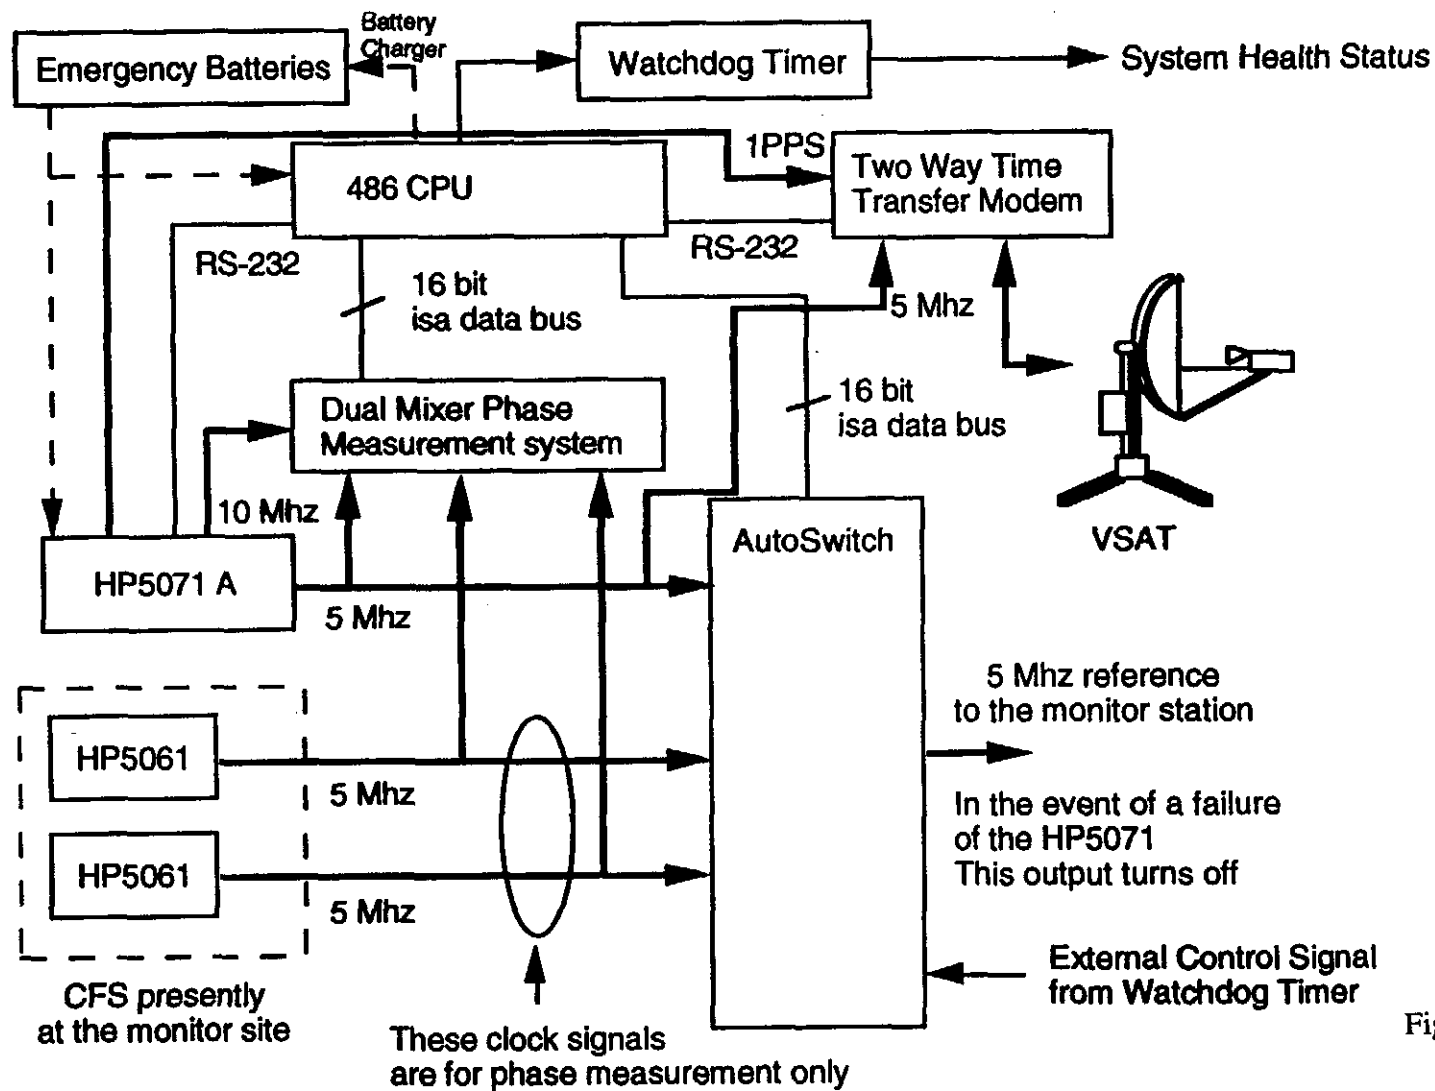 Battery
Charger
Emergency Batteries
Watchdog Timer
System Health Status
1PPS
486 CPU
Two Way Time
Transfer Modem
RS-232
RS-232
16 bit
isa data bus
5 Mhz
Dual Mixer Phase
Measurement system
16 bit
isa data bus
10 Mhz
AutoSwitch
VSAT
HP5071 A
5 Mhz
5 Mhz reference
to the monitor station
HP5061
5 Mhz
In the event of a failure
of the HP5071
This output turns off
HP5061
5 Mhz
External Control Signal
from Watchdog Timer
CFS presently
at the monitor site
These clock signals
are for phase measurement only